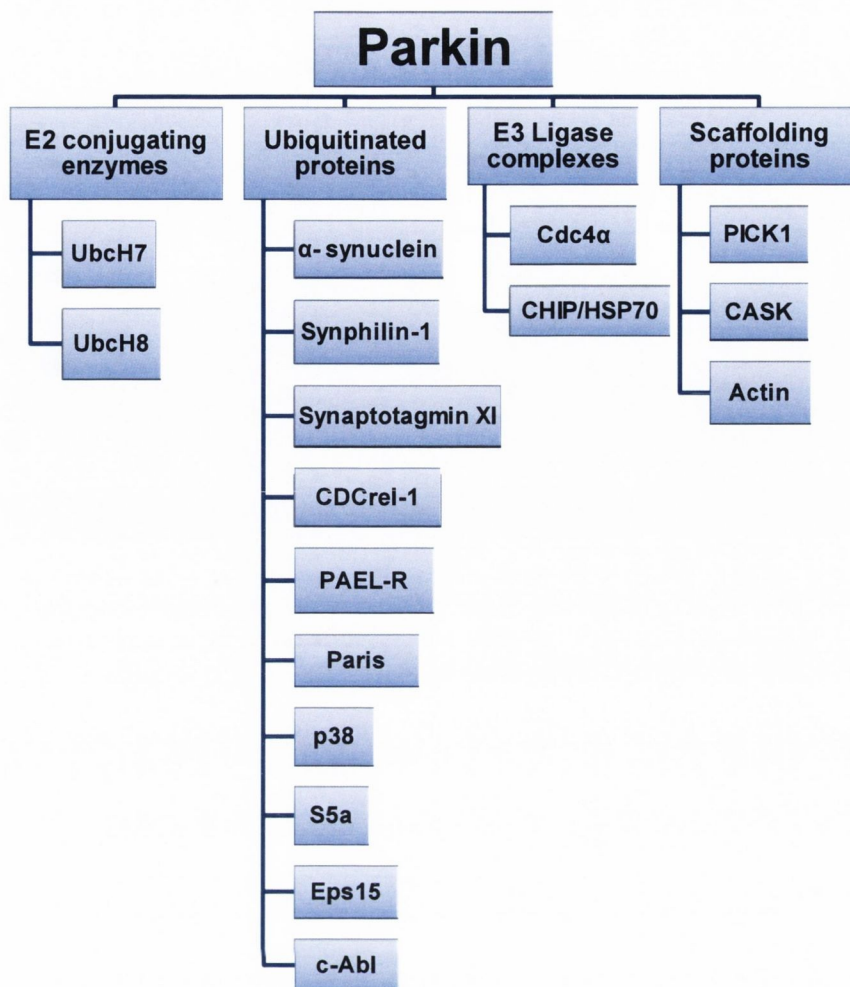 Parkin
E2 conjugating
enzymes
UbcH7
UbcH8
Ubiquitinated
proteins
α- synuclein
Synphilin-1
Synaptotagmin XI
CDCrel-1
PAEL-R
Paris
p38
S5a
Eps15
c-Abl
E3 Ligase
complexes
Cdc4α
CHIP/HSP70
Scaffolding
proteins
PICK1
CASK
Actin